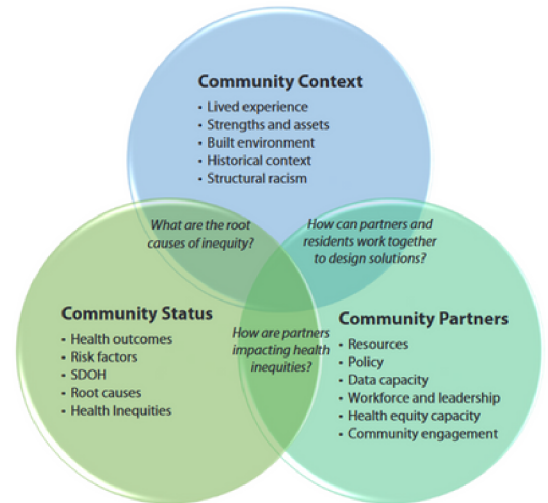 Community Context
• Lived experience
• Strengths and assets
• Built environment
• Historical context
• Structural racism
What are the root
causes of inequity?
How can partners and
residents work together
to design solutions?
Community Status
• Health outcomes
• Risk factors
• SDOH
• Root causes
• Health Inequities
How are partners
impacting health
inequities?
Community Partners
• Resources
• Policy
• Data capacity
• Workforce and leadership
• Health equity capacity
• Community engagement